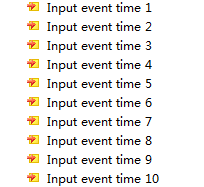 Input event time 1
Input event time 2
Input event time 3
Input event time 4
Input event time 5
Input event time 6
Input event time 7
Input event time 8
Input event time 9
Input event time 10